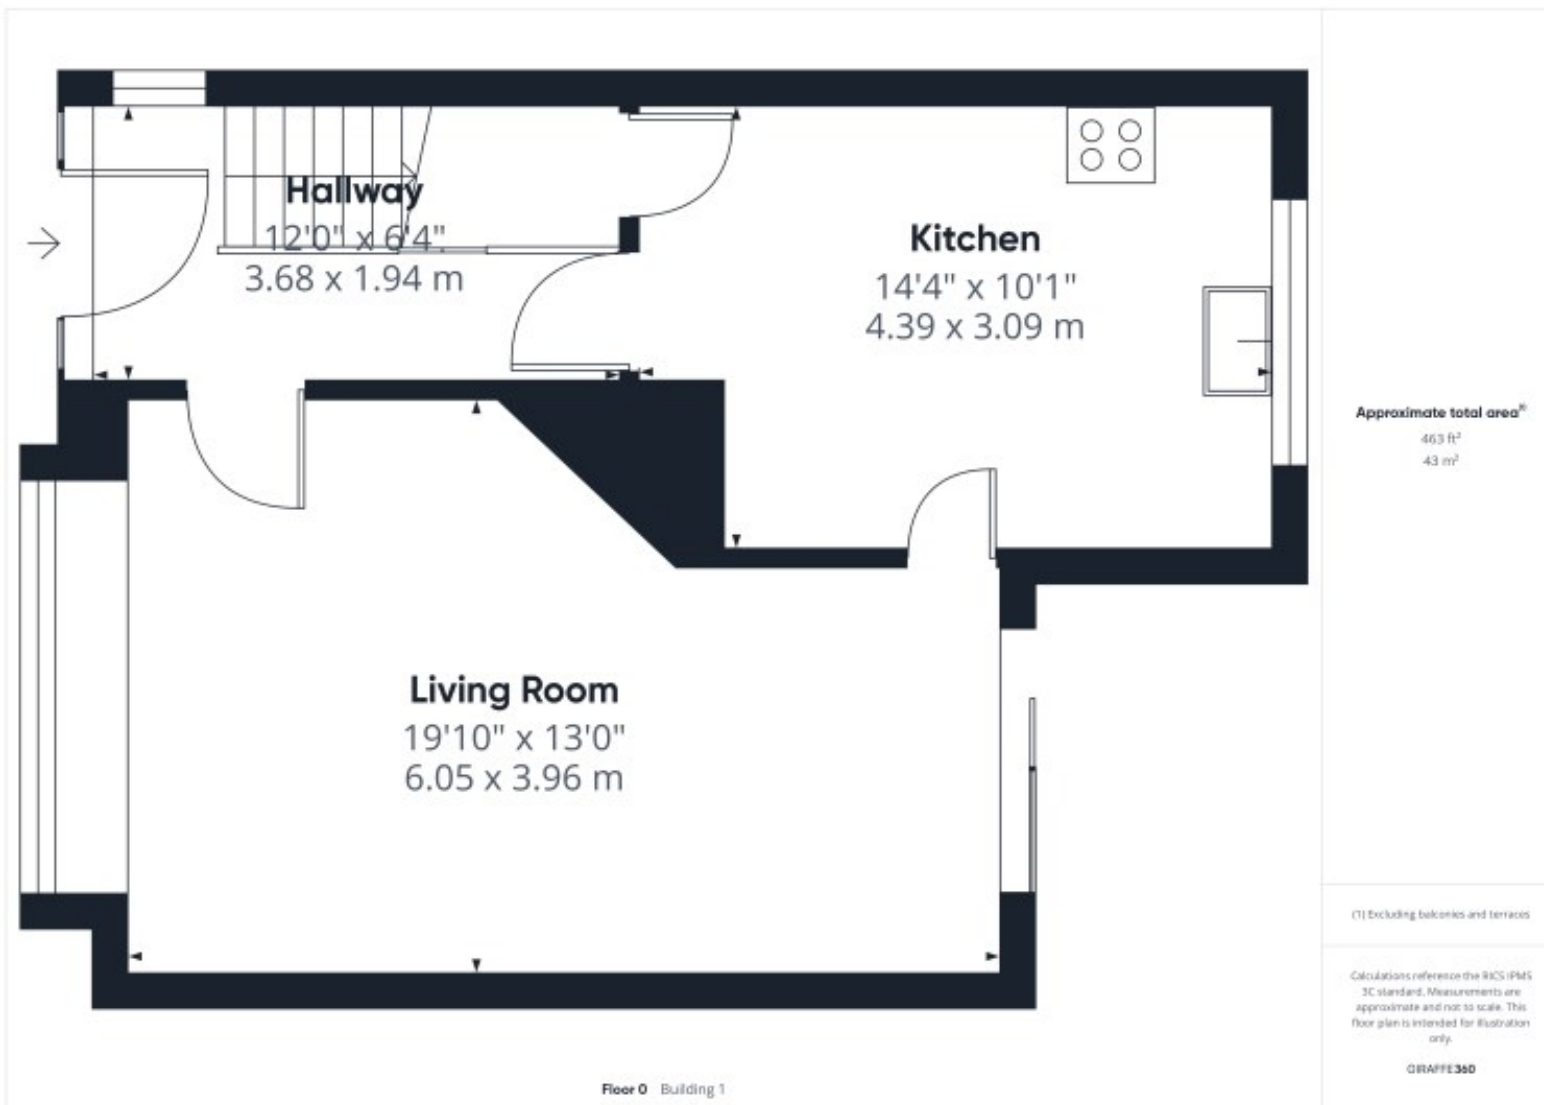 Hallway
12'0" x 6'4"
3.68 x 1.94 m
Kitchen
14'4" x 10'1"
4.39 x 3.09 m
Living Room
19'10" x 13'0"
6.05 x 3.96 m
Floor 0 Building 1
Approximate total area⁽¹⁾
463 ft²
43 m²
(1) Excluding balconies and terraces
Calculations reference the RICS IPMS
3C standard. Measurements are
approximate and not to scale. This
floor plan is intended for illustration
only.
GIRAFFE360